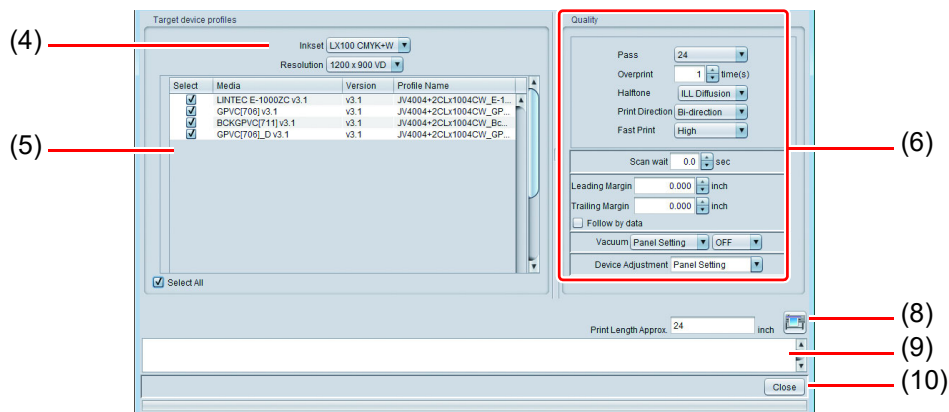 Target device profiles
Quality
(4)
Inkset LX100 CMYK+W
Resolution 1200 x 900 VD
Select Media Version Profile Name
LINTEC E-1000ZC v3.1 v3.1 JV4004+2CLx1004CW_E-1...
GPVC[706] v3.1 v3.1 JV4004+2CLx1004CW_GP...
BCKGPVC[711] v3.1 v3.1 JV4004+2CLx1004CW_Bc...
GPVC[706]_D v3.1 v3.1 JV4004+2CLx1004CW_GP...
(5)
Select All
Pass 24
Overprint 1 time(s)
Halftone ILL Diffusion
Print Direction Bi-direction
Fast Print High
(6)
Scan wait 0.0 sec
Leading Margin 0.000 inch
Trailing Margin 0.000 inch
Follow by data
Vacuum Panel Setting OFF
Device Adjustment Panel Setting
Print Length Approx. 24 inch
(8)
(9)
Close
(10)